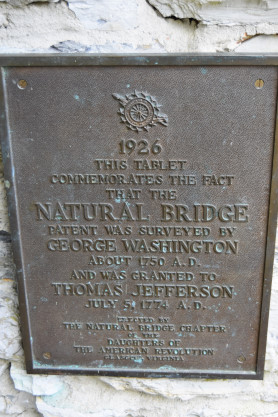 1926
THIS TABLET
COMMEMORATES THE FACT
THAT THE
NATURAL BRIDGE
PATENT WAS SURVEYED BY
GEORGE WASHINGTON
ABOUT 1750 A.D.
AND WAS GRANTED TO
THOMAS JEFFERSON
JULY 5, 1774 A.D.
ERECTED BY
THE NATURAL BRIDGE CHAPTER
OF THE
DAUGHTERS OF
THE AMERICAN REVOLUTION
GLASGOW VIRGINIA